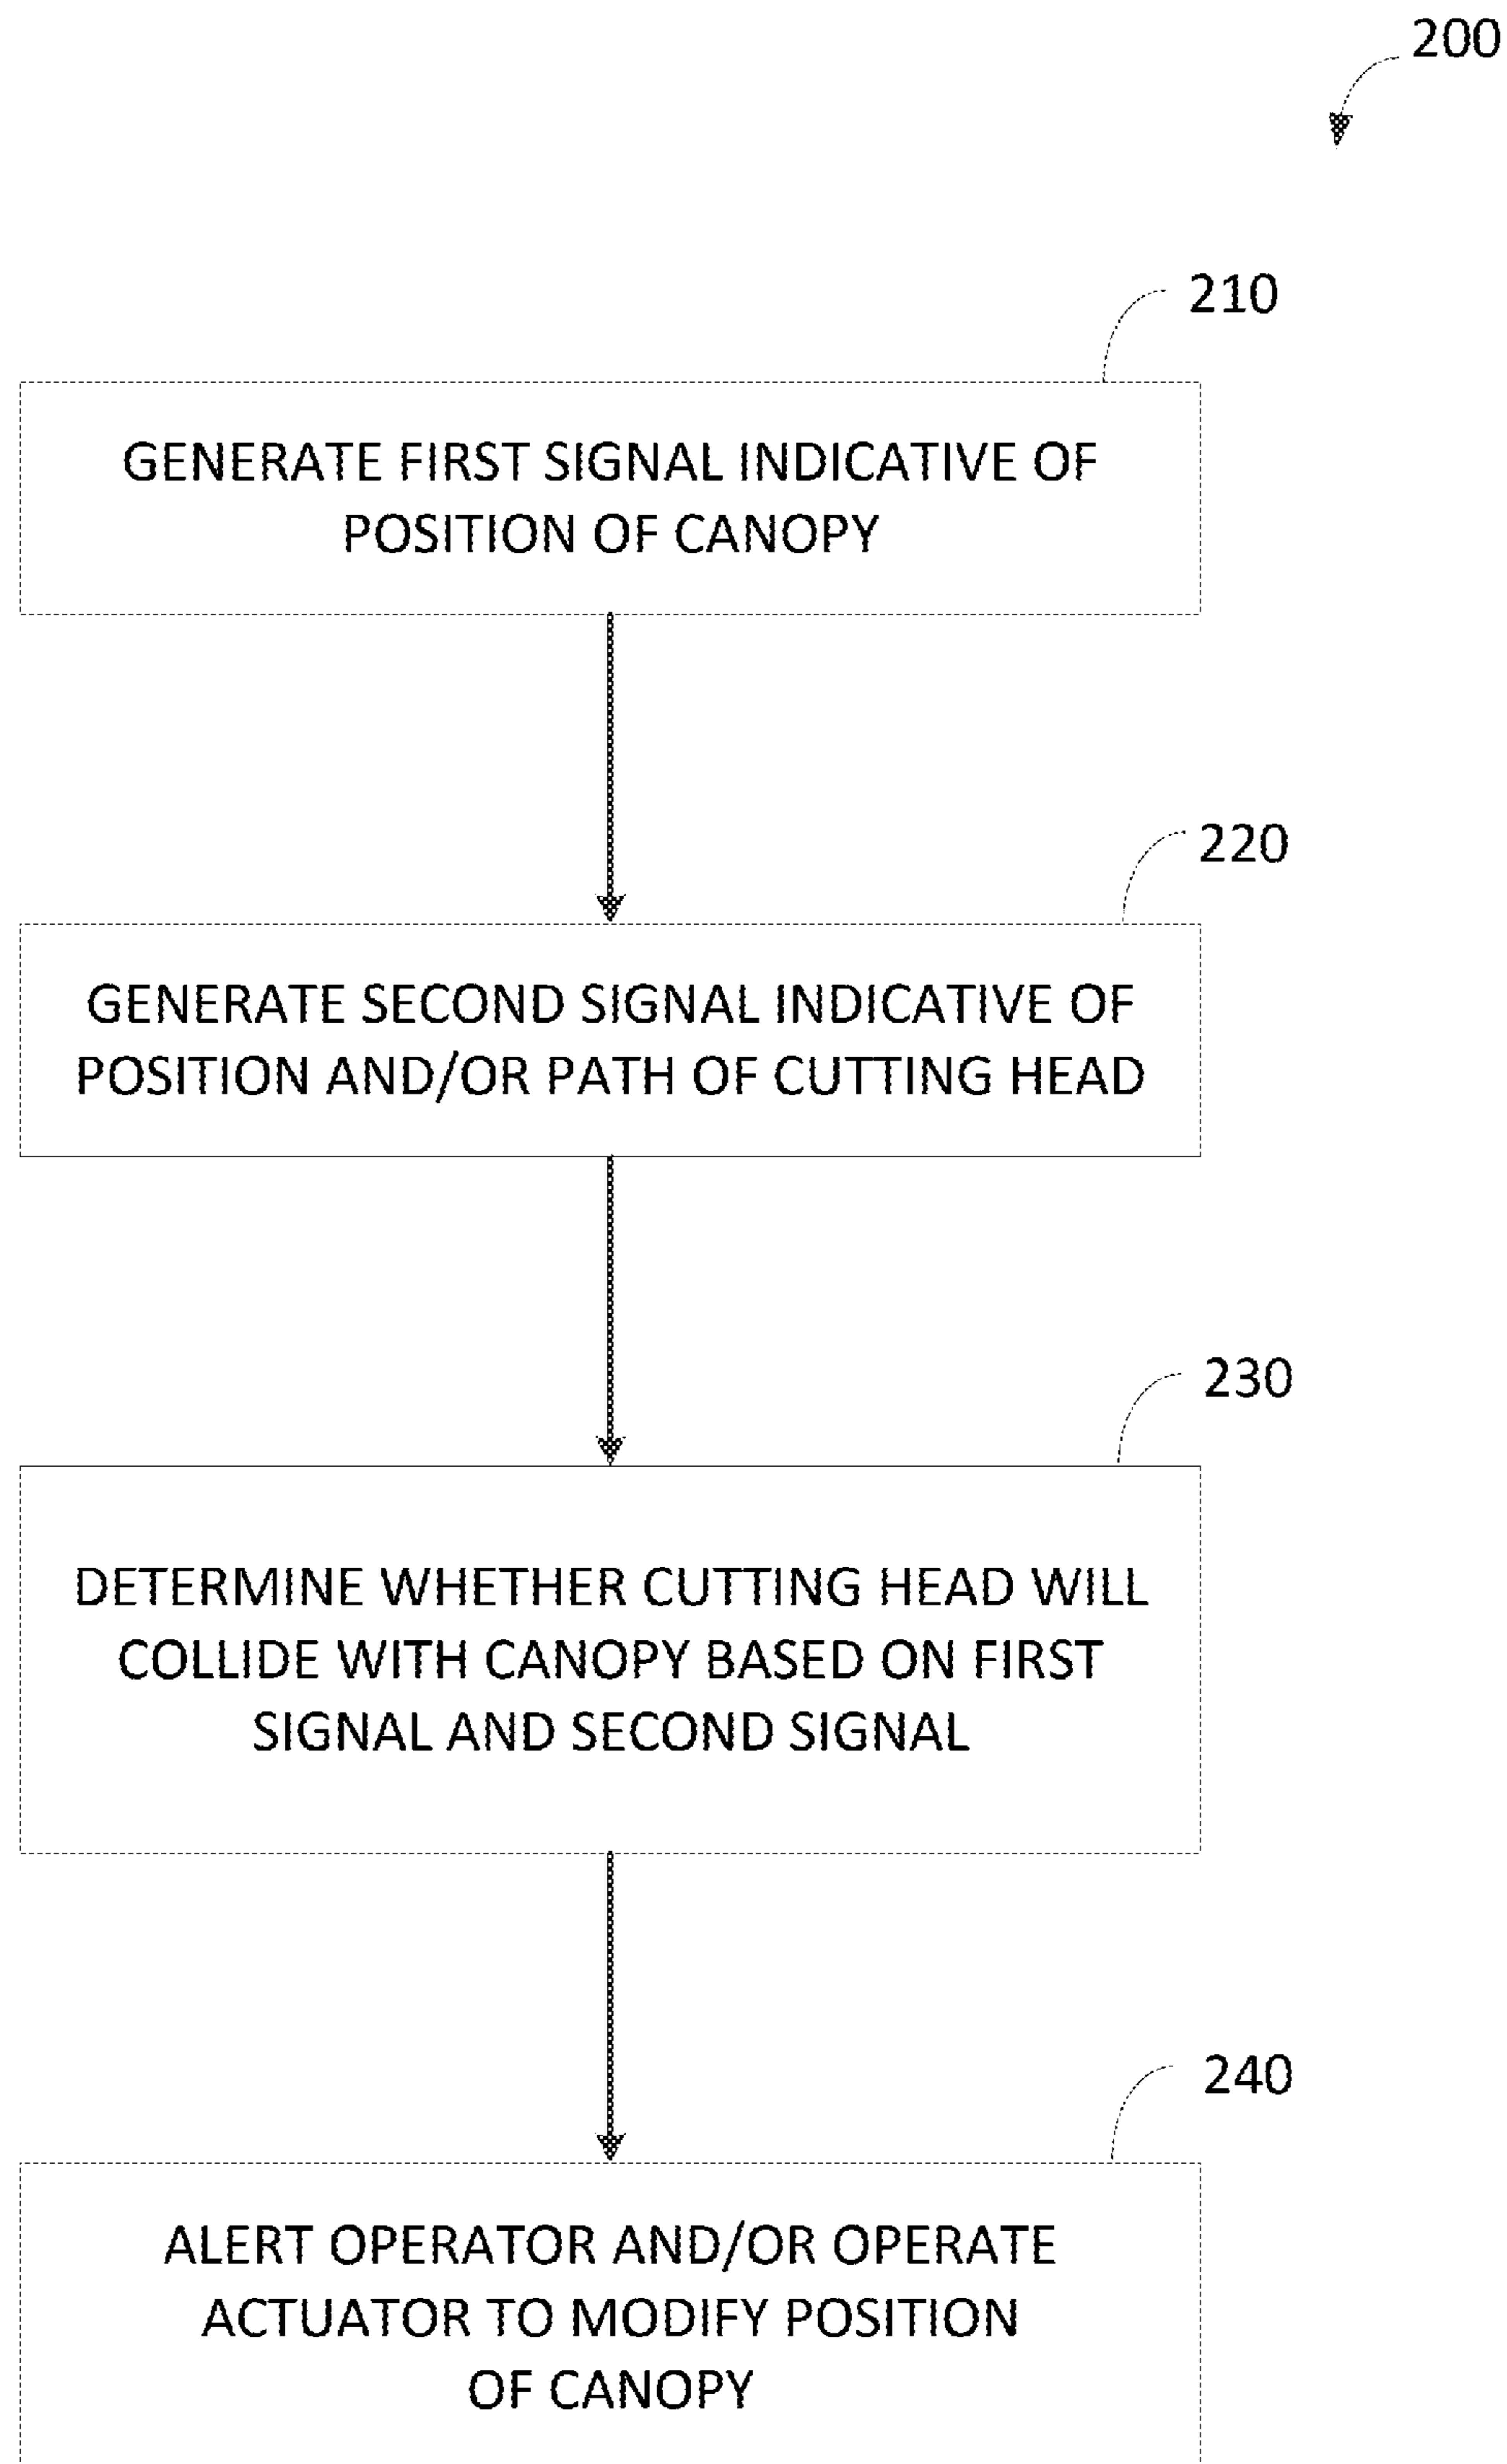 200
210
GENERATE FIRST SIGNAL INDICATIVE OF
POSITION OF CANOPY
220
GENERATE SECOND SIGNAL INDICATIVE OF
POSITION AND/OR PATH OF CUTTING HEAD
230
DETERMINE WHETHER CUTTING HEAD WILL
COLLIDE WITH CANOPY BASED ON FIRST
SIGNAL AND SECOND SIGNAL
240
ALERT OPERATOR AND/OR OPERATE
ACTUATOR TO MODIFY POSITION
OF CANOPY